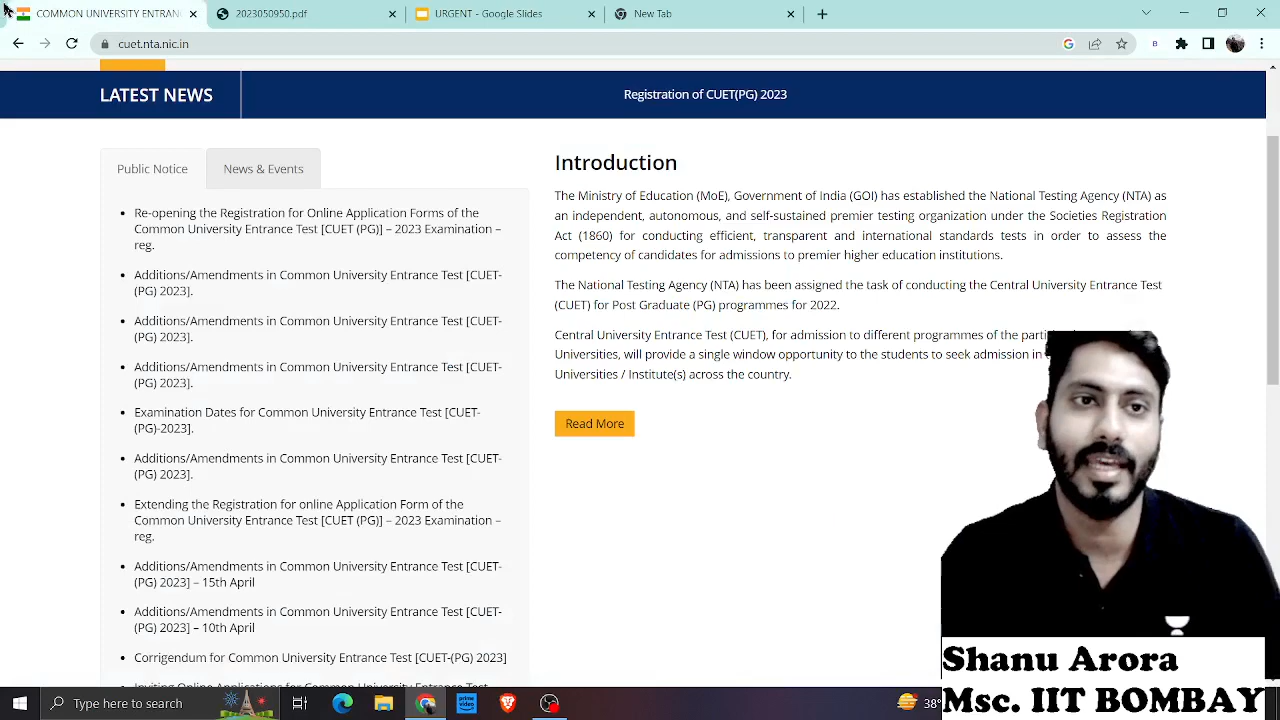 COMMON UNIVERSITY ENTRAN
2023050950.pdf
URGENT - Google Slides
New Tab
cuet.nta.nic.in
LATEST NEWS
Registration of CUET(PG) 2023
Public Notice
News & Events
Re-opening the Registration for Online Application Forms of the
Common University Entrance Test [CUET (PG)] – 2023 Examination –
reg.
Additions/Amendments in Common University Entrance Test [CUET-
(PG) 2023].
Additions/Amendments in Common University Entrance Test [CUET-
(PG) 2023].
Additions/Amendments in Common University Entrance Test [CUET-
(PG) 2023].
Examination Dates for Common University Entrance Test [CUET-
(PG)-2023].
Additions/Amendments in Common University Entrance Test [CUET-
(PG) 2023].
Extending the Registration for online Application Form of the
Common University Entrance Test [CUET (PG)] – 2023 Examination –
reg.
Additions/Amendments in Common University Entrance Test [CUET-
(PG) 2023] – 15th April
Additions/Amendments in Common University Entrance Test [CUET-
(PG) 2023] – 10th April
Corrigendum for Common University Entrance Test [CUET-(PG) 2023]
Introduction
The Ministry of Education (MoE), Government of India (GOI) has established the National Testing Agency (NTA) as
an independent, autonomous, and self-sustained premier testing organization under the Societies Registration
Act (1860) for conducting efficient, transparent and international standards tests in order to assess the
competency of candidates for admissions to premier higher education institutions.
The National Testing Agency (NTA) has been assigned the task of conducting the Central University Entrance Test
(CUET) for Post Graduate (PG) programmes for 2022.
Central University Entrance Test (CUET), for admission to different programmes of the
Universities, will provide a single window opportunity to the students to seek admission in
Universities / Institute(s) across the country.
Read More
Shanu Arora
Msc. IIT BOMBAY
Type here to search
prime
video
38°